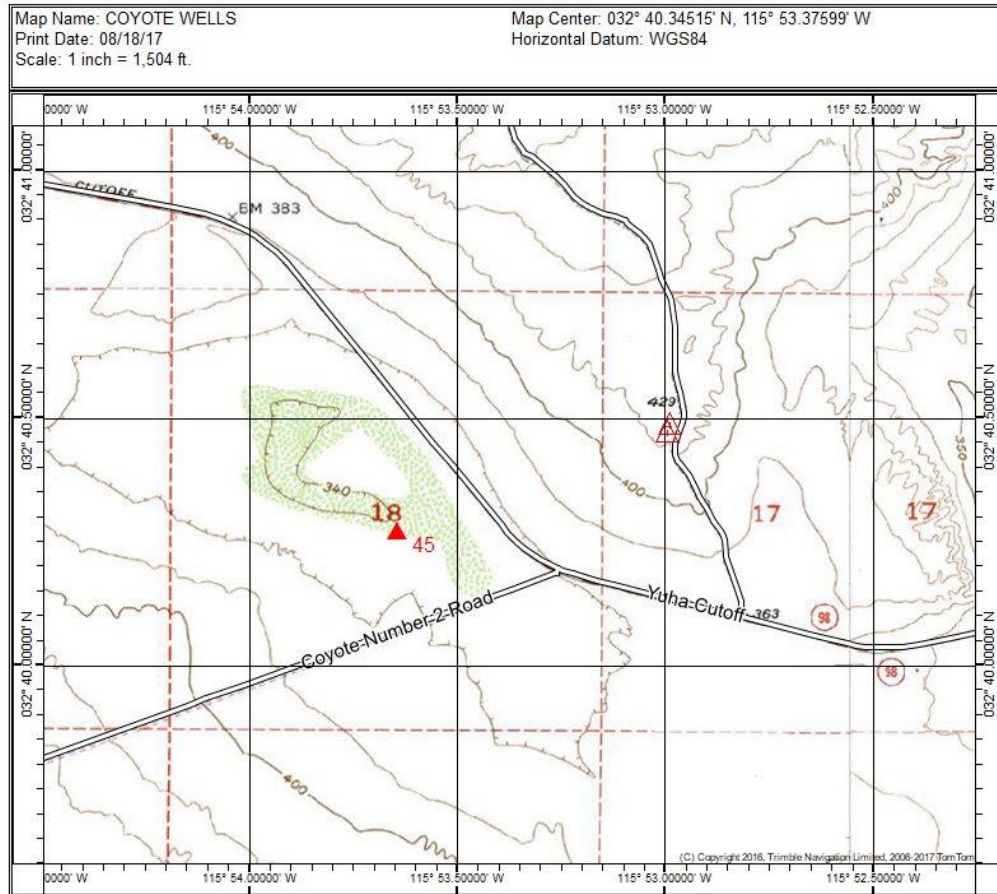 Map Name: COYOTE WELLS
Print Date: 08/18/17
Scale: 1 inch = 1,504 ft.
Map Center: 032° 40.34515' N, 115° 53.37599' W
Horizontal Datum: WGS84
0000' W
115° 54.00000' W
115° 53.50000' W
115° 53.00000' W
115° 52.50000' W
032° 41.00000' N
032° 41.00000'
400
CUTOFF
BM 383
400
032° 40.50000' N
429
032° 40.50000' N
350
340
400
18
45
17
17
Yuha Cutoff
363
98
Coyote-Number-2-Road
032° 40.00000' N
032° 40.00000' N
98
400
(C) Copyright 2016, Trimble Navigation Limited, 2006-2017 TomTom
0000' W
115° 54.00000' W
115° 53.50000' W
115° 53.00000' W
115° 52.50000' W